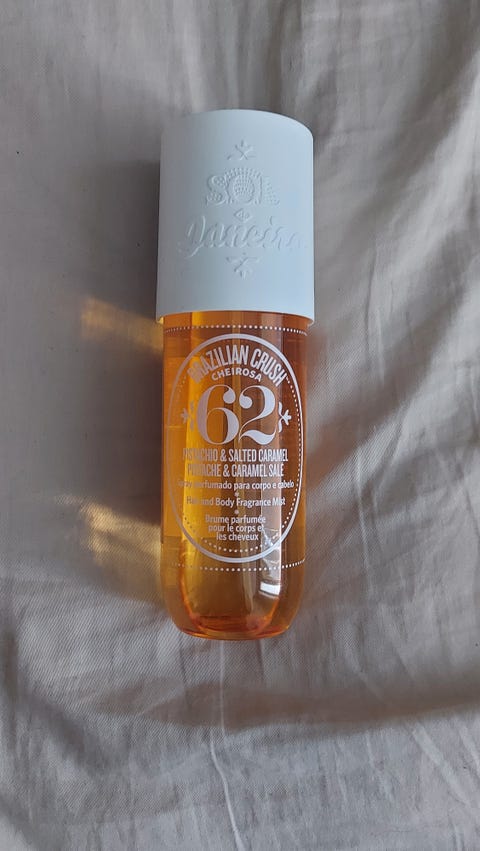 SOL
de
Janeiro
BRAZILIAN CRUSH
CHEIROSA
62
PISTACHIO & SALTED CARAMEL
PISTACHE & CARAMEL SALÉ
Spray perfumado para corpo e cabelo
Hair and Body Fragrance Mist
Brume parfumée
pour le corps et
les cheveux